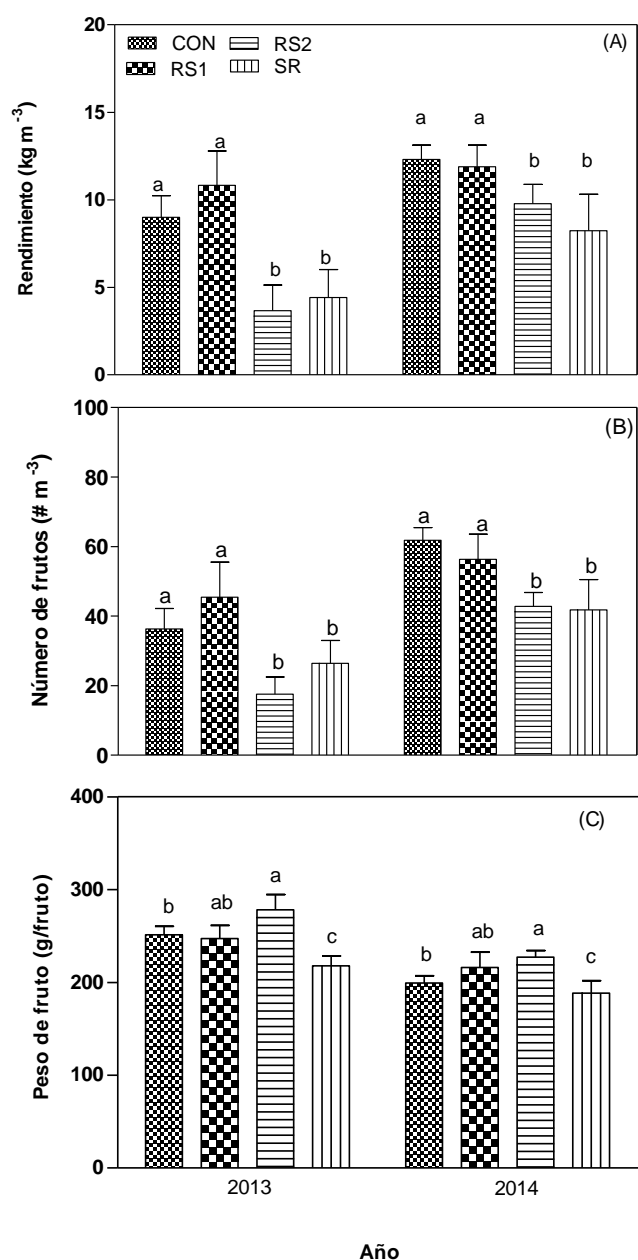 20
CON RS2 (A)
RS1 SR
15
10
5
0
Rendimiento (kg m⁻³)
a a b b a a b b
100
(B)
80
60
40
20
0
Número de frutos (# m⁻³)
a a b b a a b b
400
(C)
300
200
100
0
Peso de fruto (g/fruto)
b ab a c b ab a c
2013 2014
Año